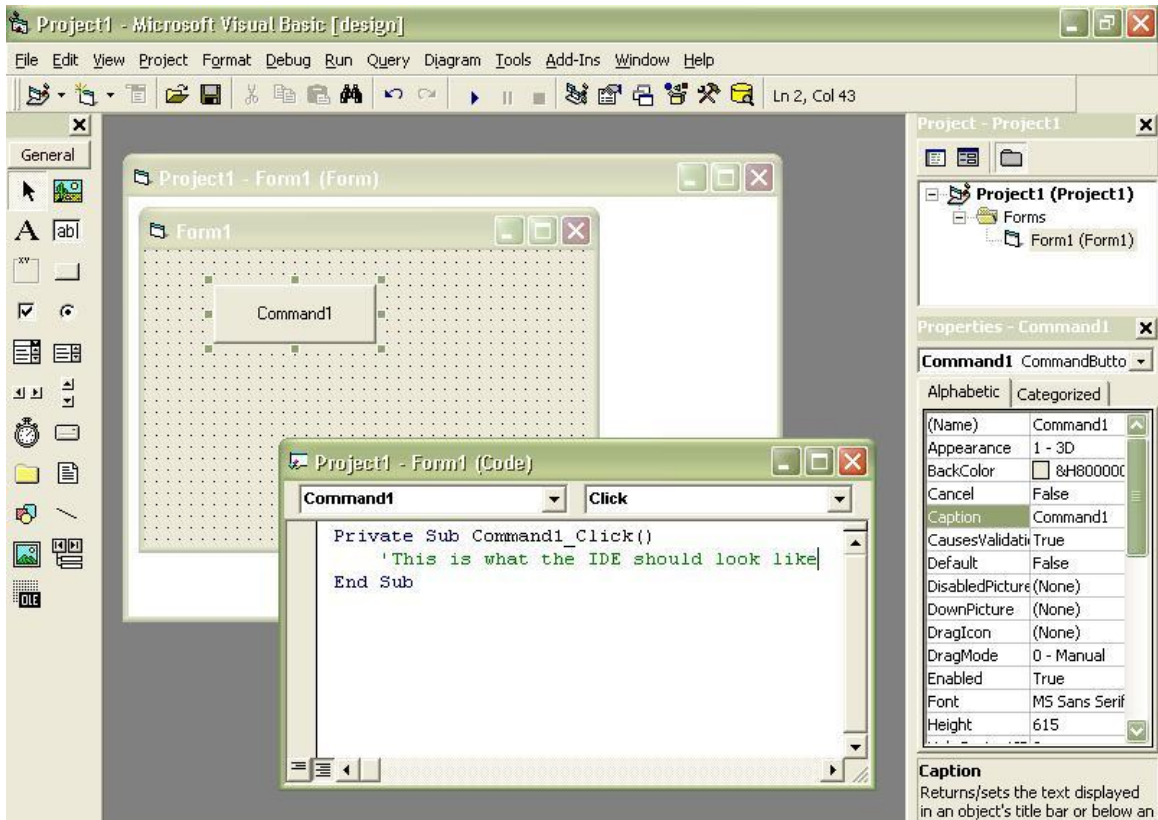 Project1 - Microsoft Visual Basic [design]
File Edit View Project Format Debug Run Query Diagram Tools Add-Ins Window Help
Ln 2, Col 43
General
A ab
xy
OLE
Project1 - Form1 (Form)
Form1
Command1
Project1 - Form1 (Code)
Command1 Click
Private Sub Command1_Click()
'This is what the IDE should look like
End Sub
Project - Project1
Project1 (Project1)
Forms
Form1 (Form1)
Properties - Command1
Command1 CommandButto
Alphabetic Categorized
(Name) Command1
Appearance 1 - 3D
BackColor &H800000
Cancel False
Caption Command1
CausesValidati True
Default False
DisabledPicture (None)
DownPicture (None)
DragIcon (None)
DragMode 0 - Manual
Enabled True
Font MS Sans Serif
Height 615
Caption
Returns/sets the text displayed
in an object's title bar or below an